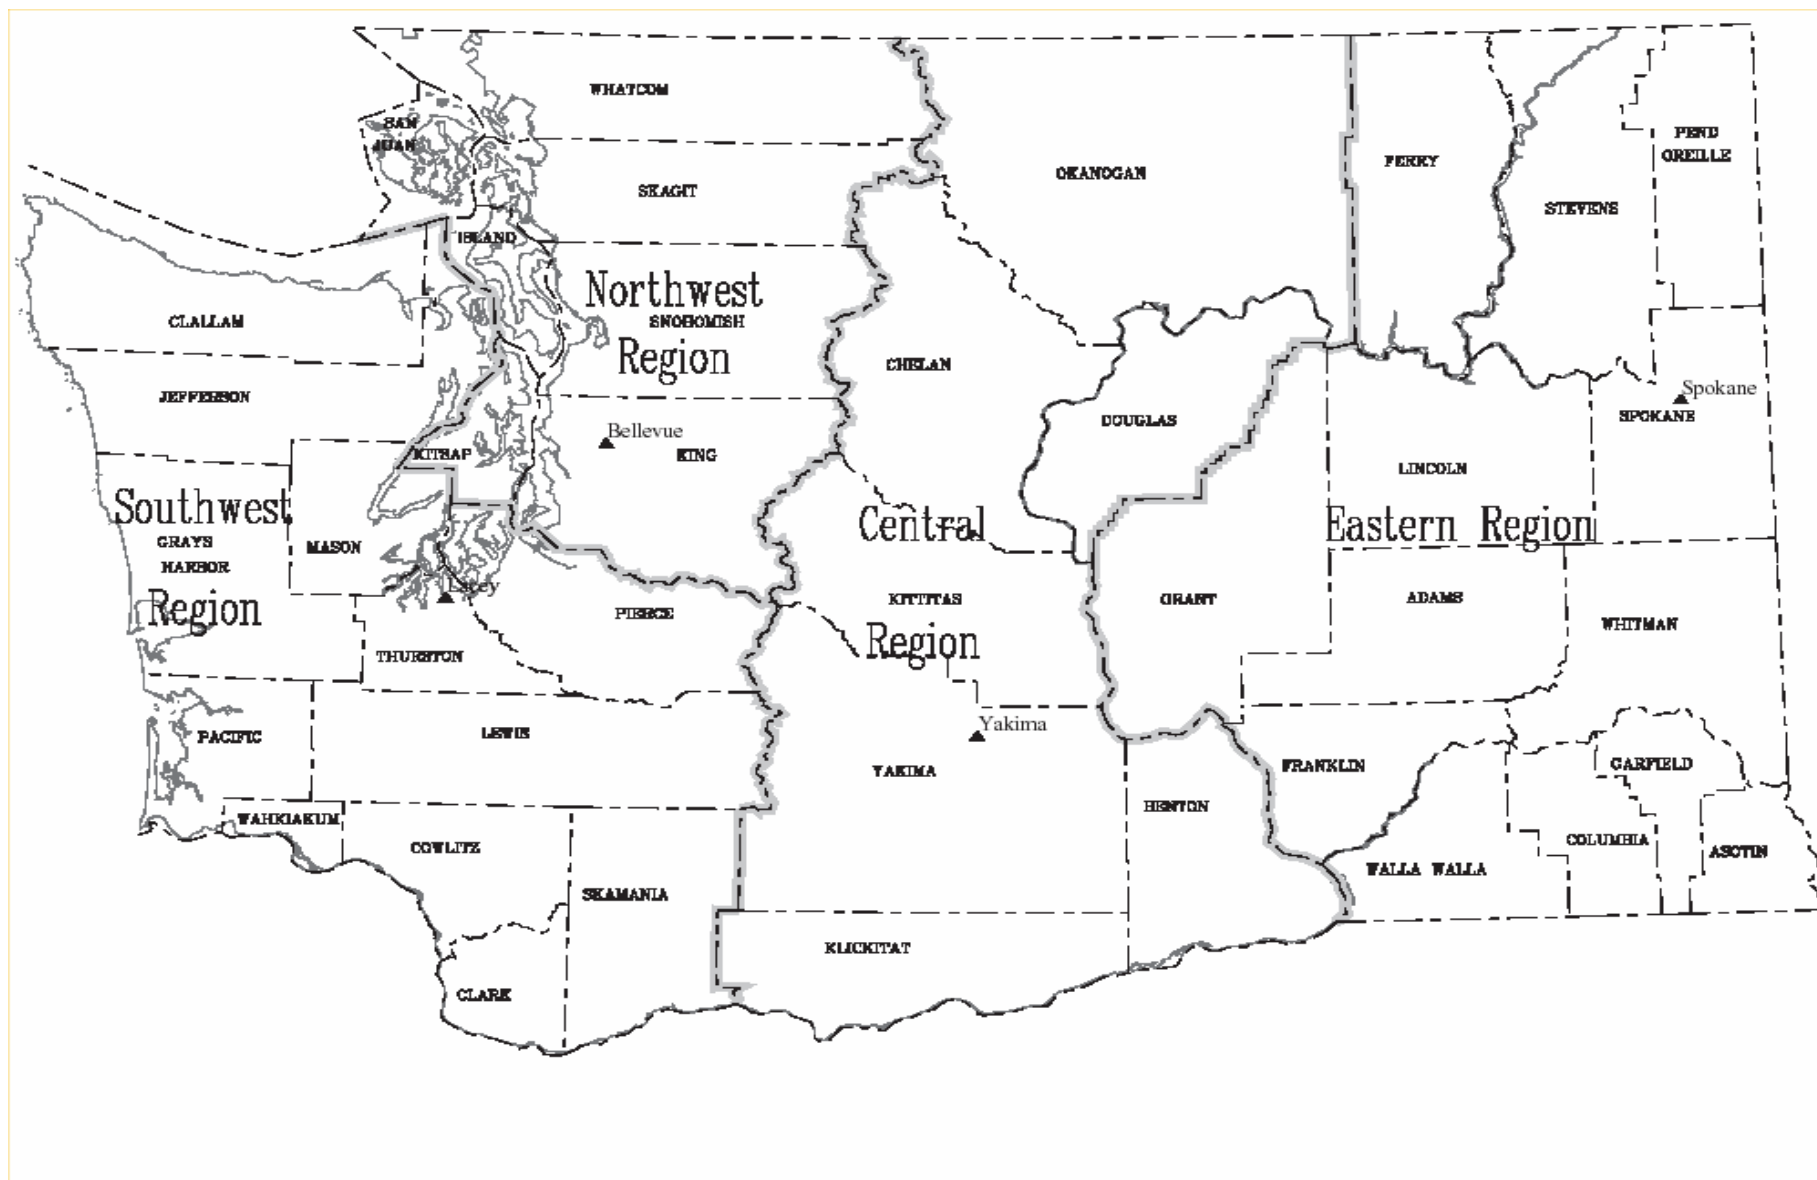 WHATCOM
SAN
JUAN
PEND
OREILLE
FERRY
OKANOGAN
SKAGIT
STEVENS
ISLAND
Northwest
SNOHOMISH
Region
CLALLAM
CHELAN
JEFFERSON
Spokane
SPOKANE
DOUGLAS
Bellevue
KING
KITSAP
LINCOLN
Southwest
GRAYS
HARBOR
Region
MASON
Central
Eastern Region
Lacey
PIERCE
KITTITAS
Region
GRANT
ADAMS
WHITMAN
THURSTON
Yakima
PACIFIC
LEWIS
YAKIMA
FRANKLIN
GARFIELD
BENTON
WAHKIAKUM
COWLITZ
COLUMBIA
ASOTIN
WALLA WALLA
SKAMANIA
KLICKITAT
CLARK